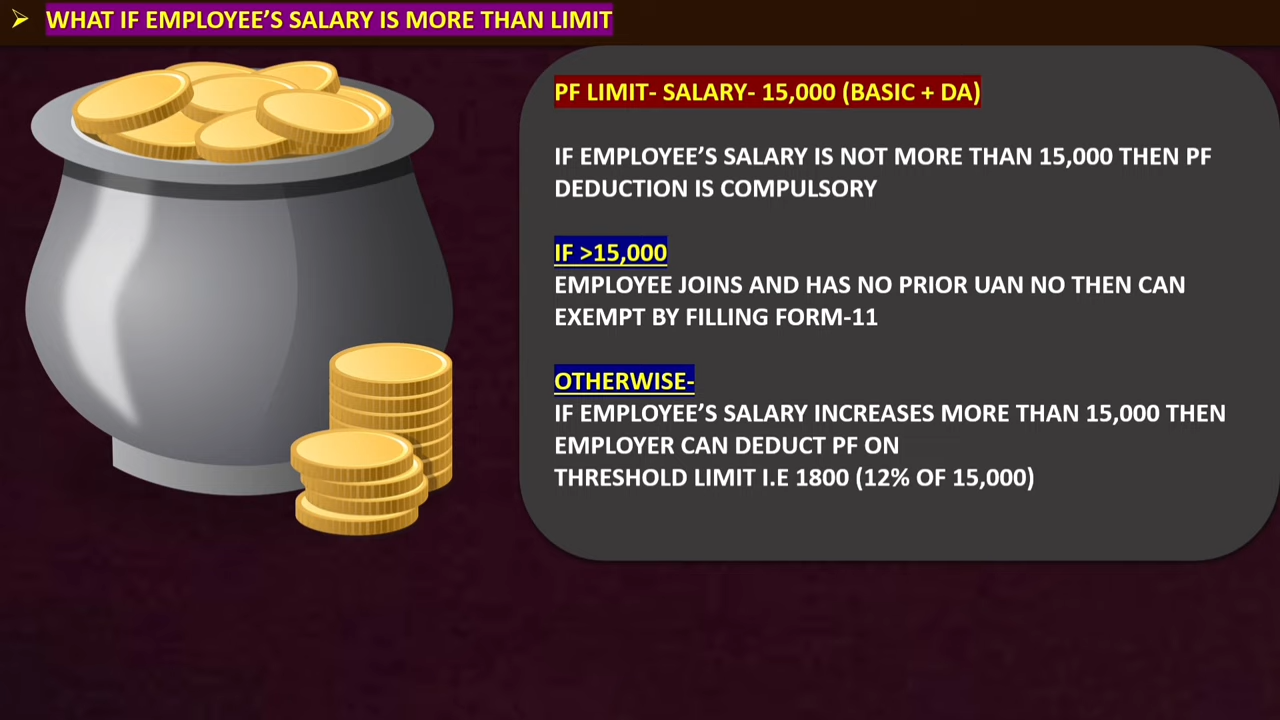 WHAT IF EMPLOYEE’S SALARY IS MORE THAN LIMIT
PF LIMIT- SALARY- 15,000 (BASIC + DA)
IF EMPLOYEE’S SALARY IS NOT MORE THAN 15,000 THEN PF
DEDUCTION IS COMPULSORY
IF >15,000
EMPLOYEE JOINS AND HAS NO PRIOR UAN NO THEN CAN
EXEMPT BY FILLING FORM-11
OTHERWISE-
IF EMPLOYEE’S SALARY INCREASES MORE THAN 15,000 THEN
EMPLOYER CAN DEDUCT PF ON
THRESHOLD LIMIT I.E 1800 (12% OF 15,000)